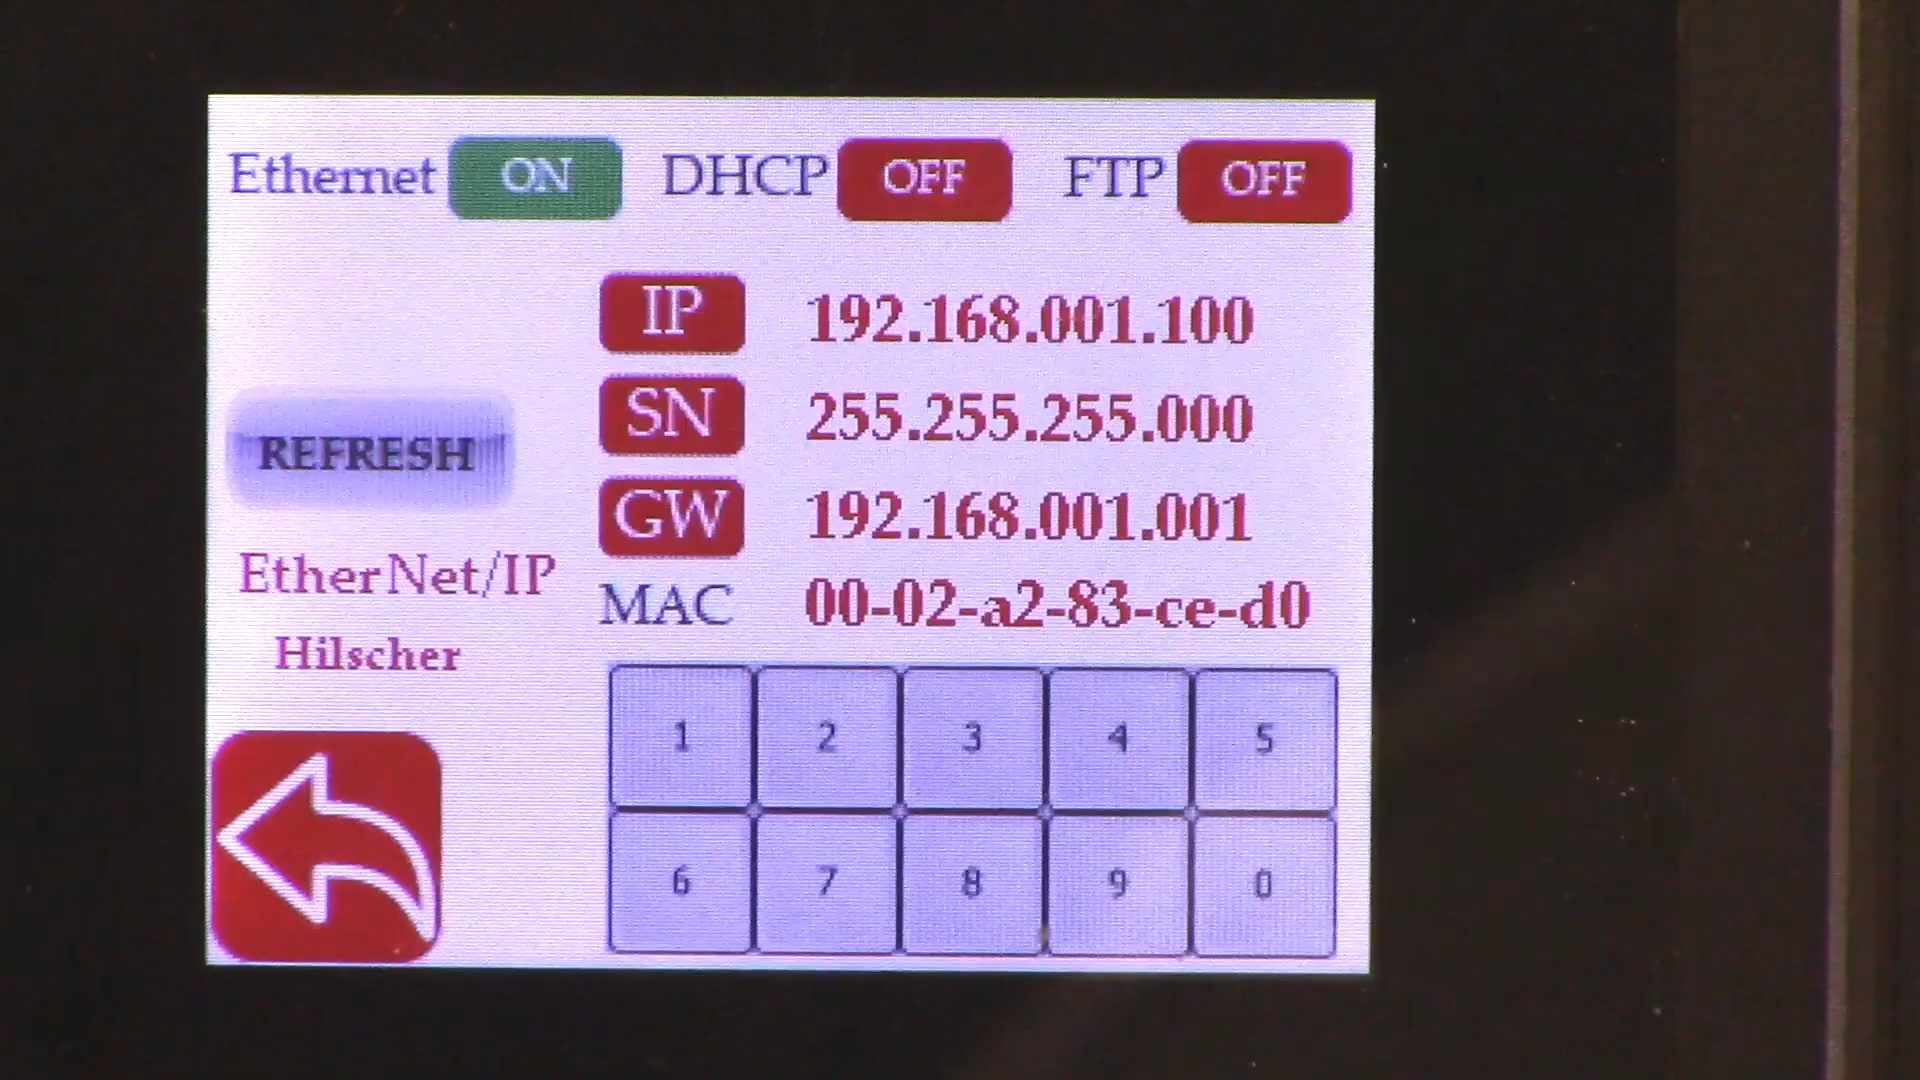 Ethernet ON DHCP OFF FTP OFF
IP 192.168.001.100
SN 255.255.255.000
REFRESH
GW 192.168.001.001
EtherNet/IP
MAC 00-02-a2-83-ce-d0
Hilscher
1 2 3 4 5
6 7 8 9 0